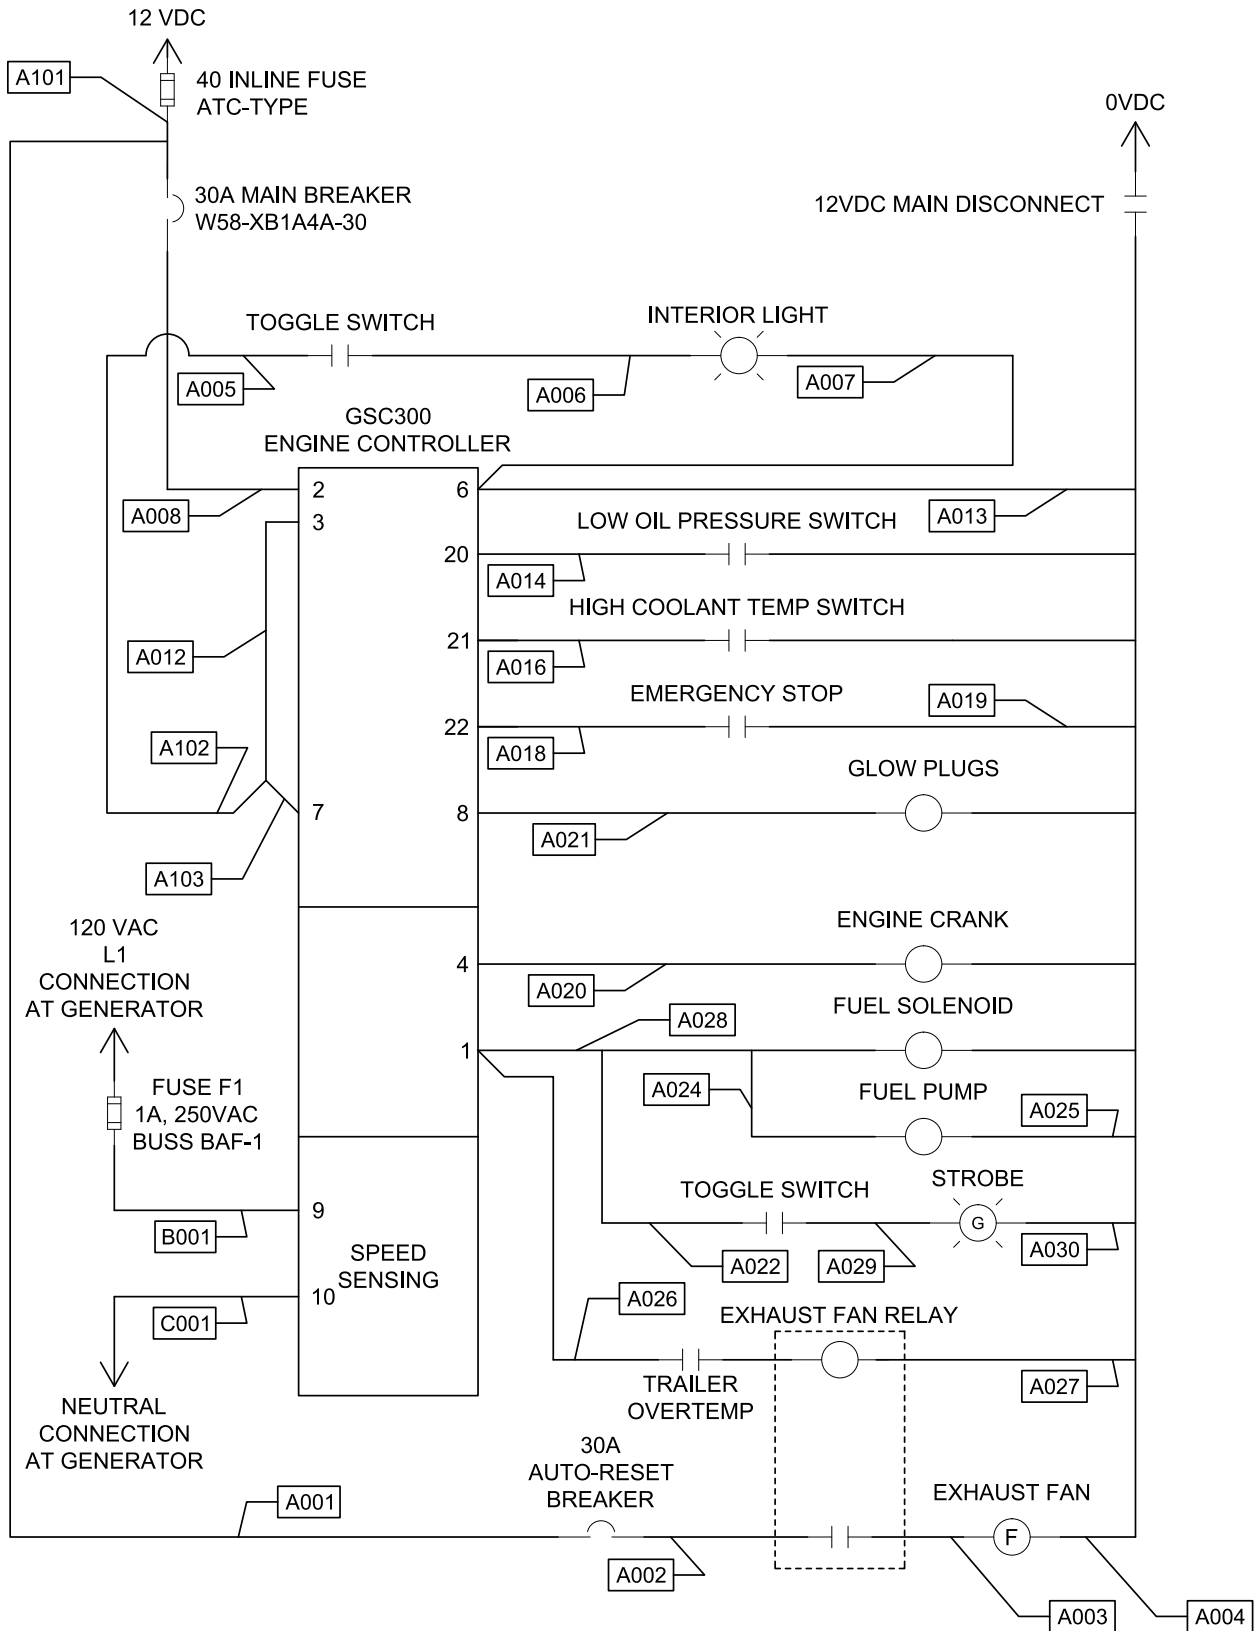 12 VDC
A101
40 INLINE FUSE
ATC-TYPE
0VDC
30A MAIN BREAKER
W58-XB1A4A-30
12VDC MAIN DISCONNECT
TOGGLE SWITCH
INTERIOR LIGHT
A005
A006
A007
GSC300
ENGINE CONTROLLER
2
6
A008
A013
3
LOW OIL PRESSURE SWITCH
20
A014
HIGH COOLANT TEMP SWITCH
21
A012
A016
EMERGENCY STOP
A019
22
A102
A018
GLOW PLUGS
7
8
A021
A103
120 VAC
L1
CONNECTION
AT GENERATOR
ENGINE CRANK
4
A020
A028
FUEL SOLENOID
1
FUSE F1
1A, 250VAC
BUSS BAF-1
A024
FUEL PUMP
A025
TOGGLE SWITCH
STROBE
9
G
B001
SPEED
SENSING
A022
A029
A030
10
C001
A026
EXHAUST FAN RELAY
NEUTRAL
CONNECTION
AT GENERATOR
TRAILER
OVERTEMP
A027
30A
AUTO-RESET
BREAKER
A001
EXHAUST FAN
F
A002
A003
A004